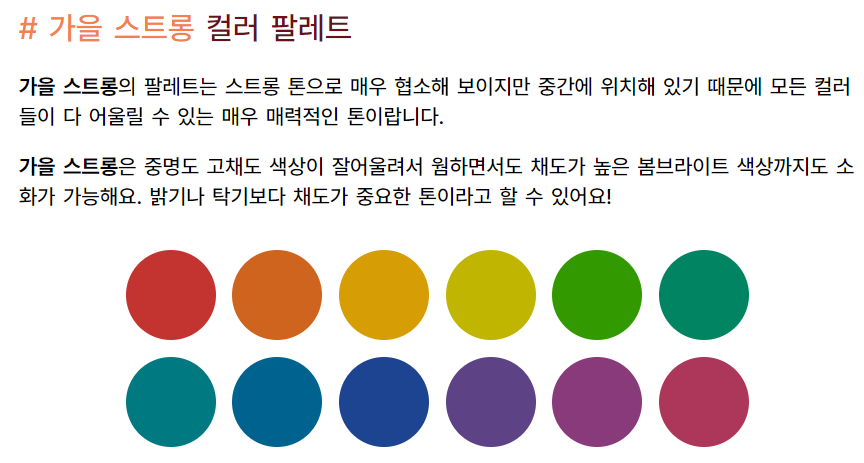 # 가을 스트롱 컬러 팔레트
가을 스트롱의 팔레트는 스트롱 톤으로 매우 협소해 보이지만 중간에 위치해 있기 때문에 모든 컬러
들이 다 어울릴 수 있는 매우 매력적인 톤이랍니다.
가을 스트롱은 중명도 고채도 색상이 잘어울려서 웜하면서도 채도가 높은 봄브라이트 색상까지도 소
화가 가능해요. 밝기나 탁기보다 채도가 중요한 톤이라고 할 수 있어요!